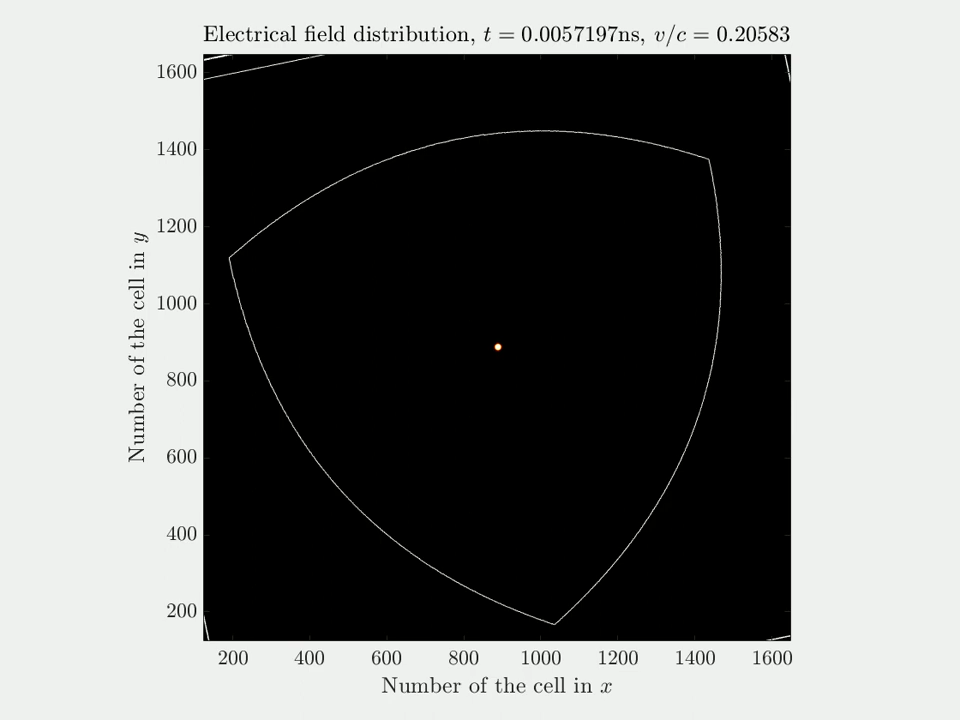 Electrical field distribution, t = 0.0057197ns, v/c = 0.20583
1600
1400
1200
1000
800
600
400
200
Number of the cell in y
200 400 600 800 1000 1200 1400 1600
Number of the cell in x